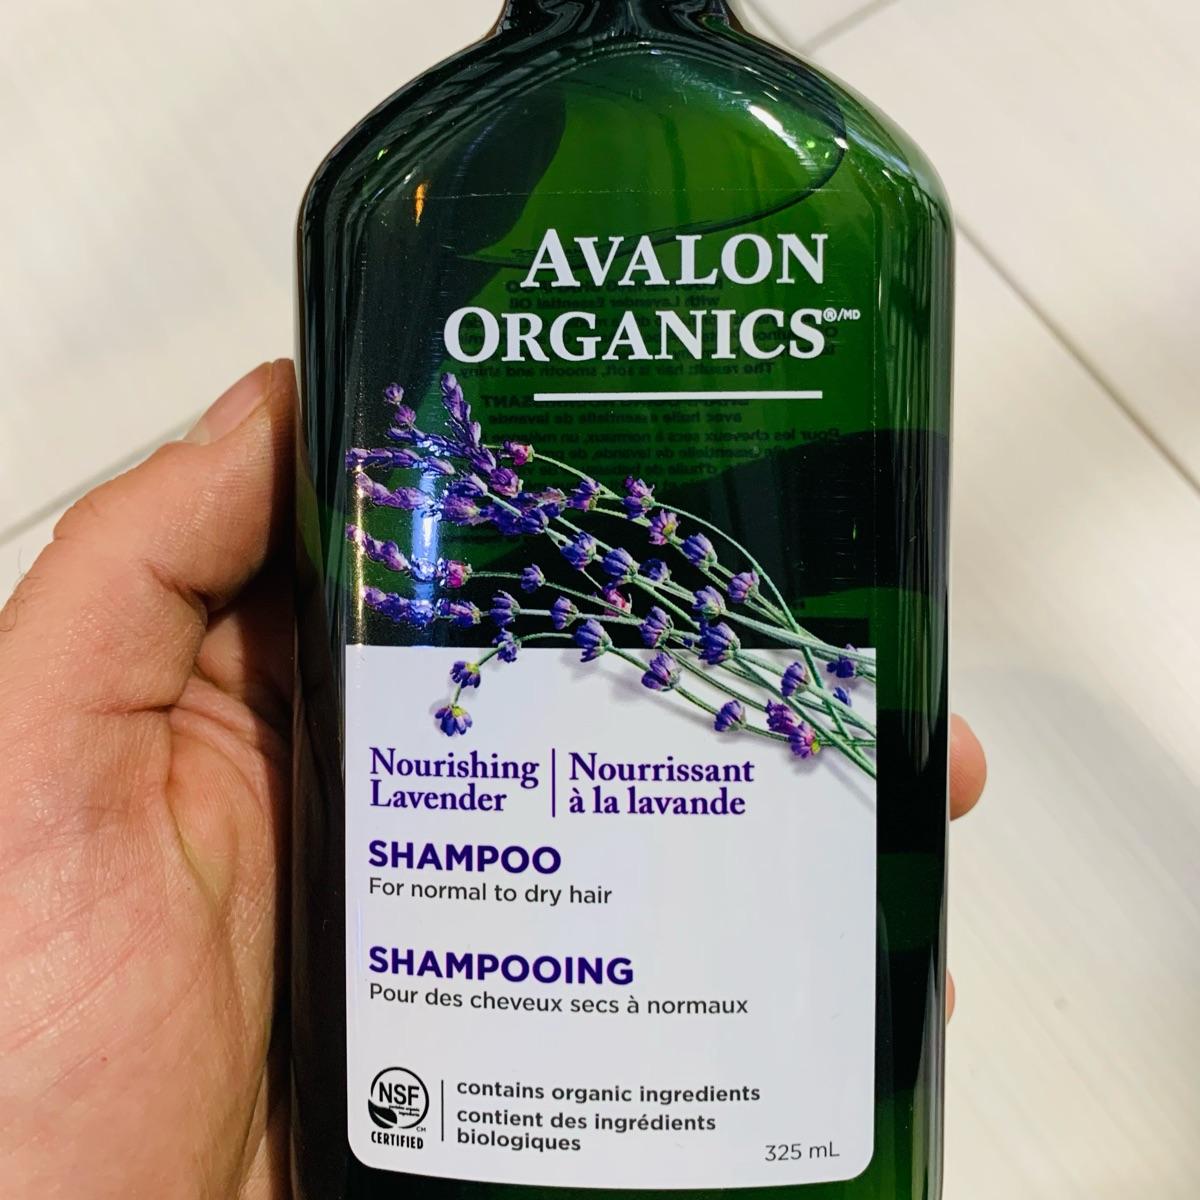 AVALON
ORGANICS®/MD
Nourishing
Lavender
Nourrissant
à la lavande
SHAMPOO
For normal to dry hair
SHAMPOOING
Pour des cheveux secs à normaux
NSF
CERTIFIED
contains organic ingredients
contient des ingrédients
biologiques
325 mL